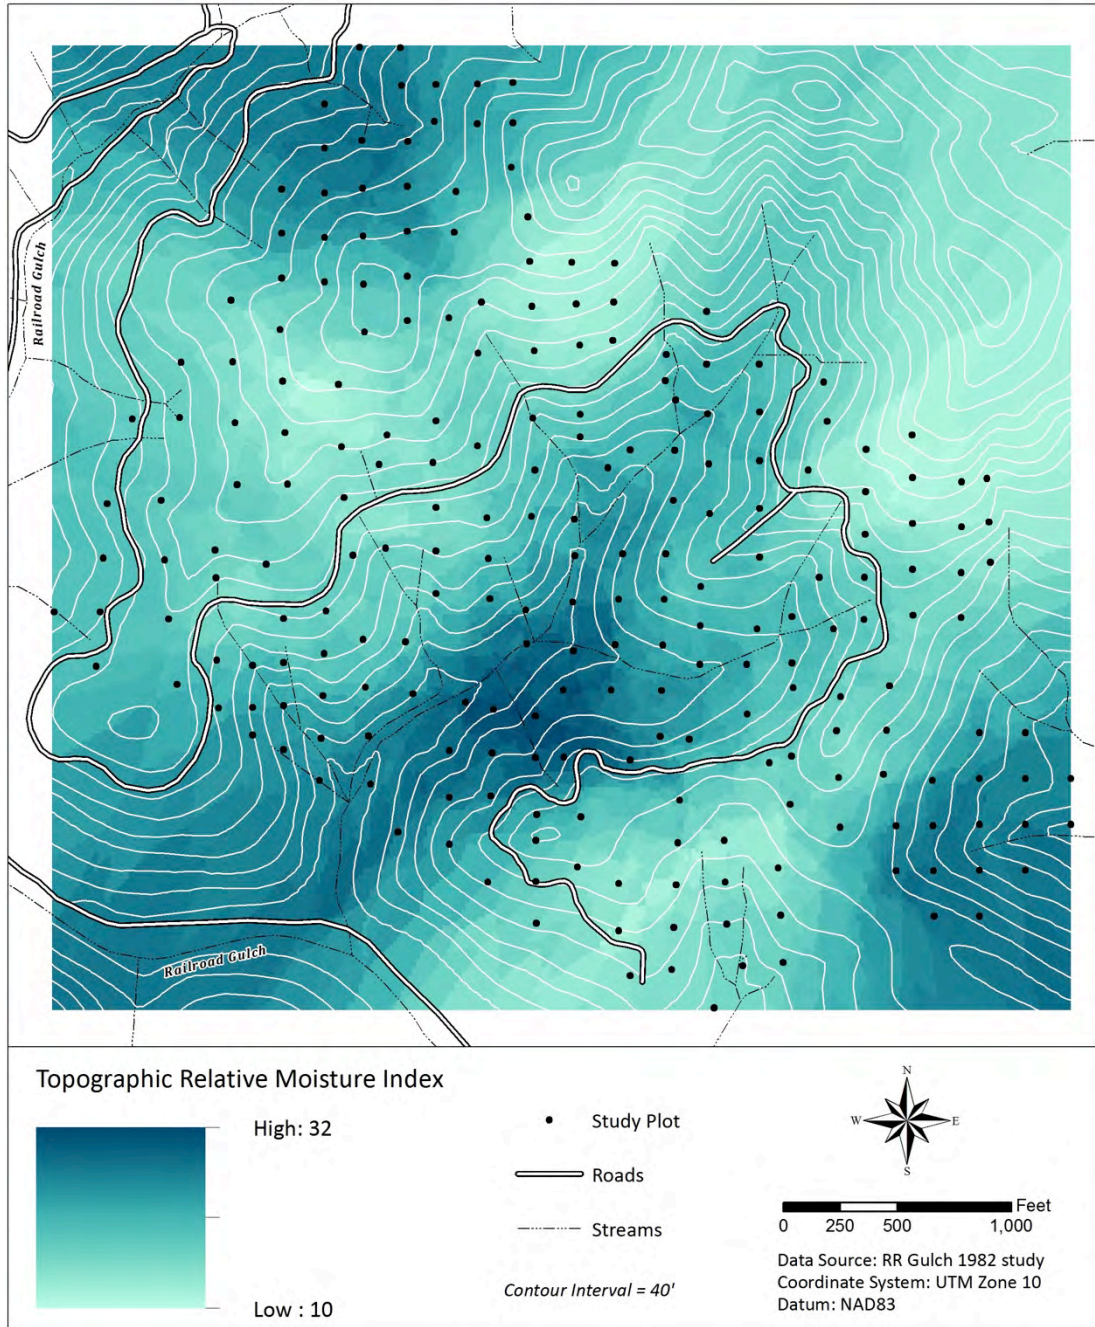 Railroad Gulch
Railroad Gulch
Topographic Relative Moisture Index
High: 32
Low : 10
Study Plot
Roads
Streams
Contour Interval = 40'
N
W
E
S
Feet
0 250 500 1,000
Data Source: RR Gulch 1982 study
Coordinate System: UTM Zone 10
Datum: NAD83